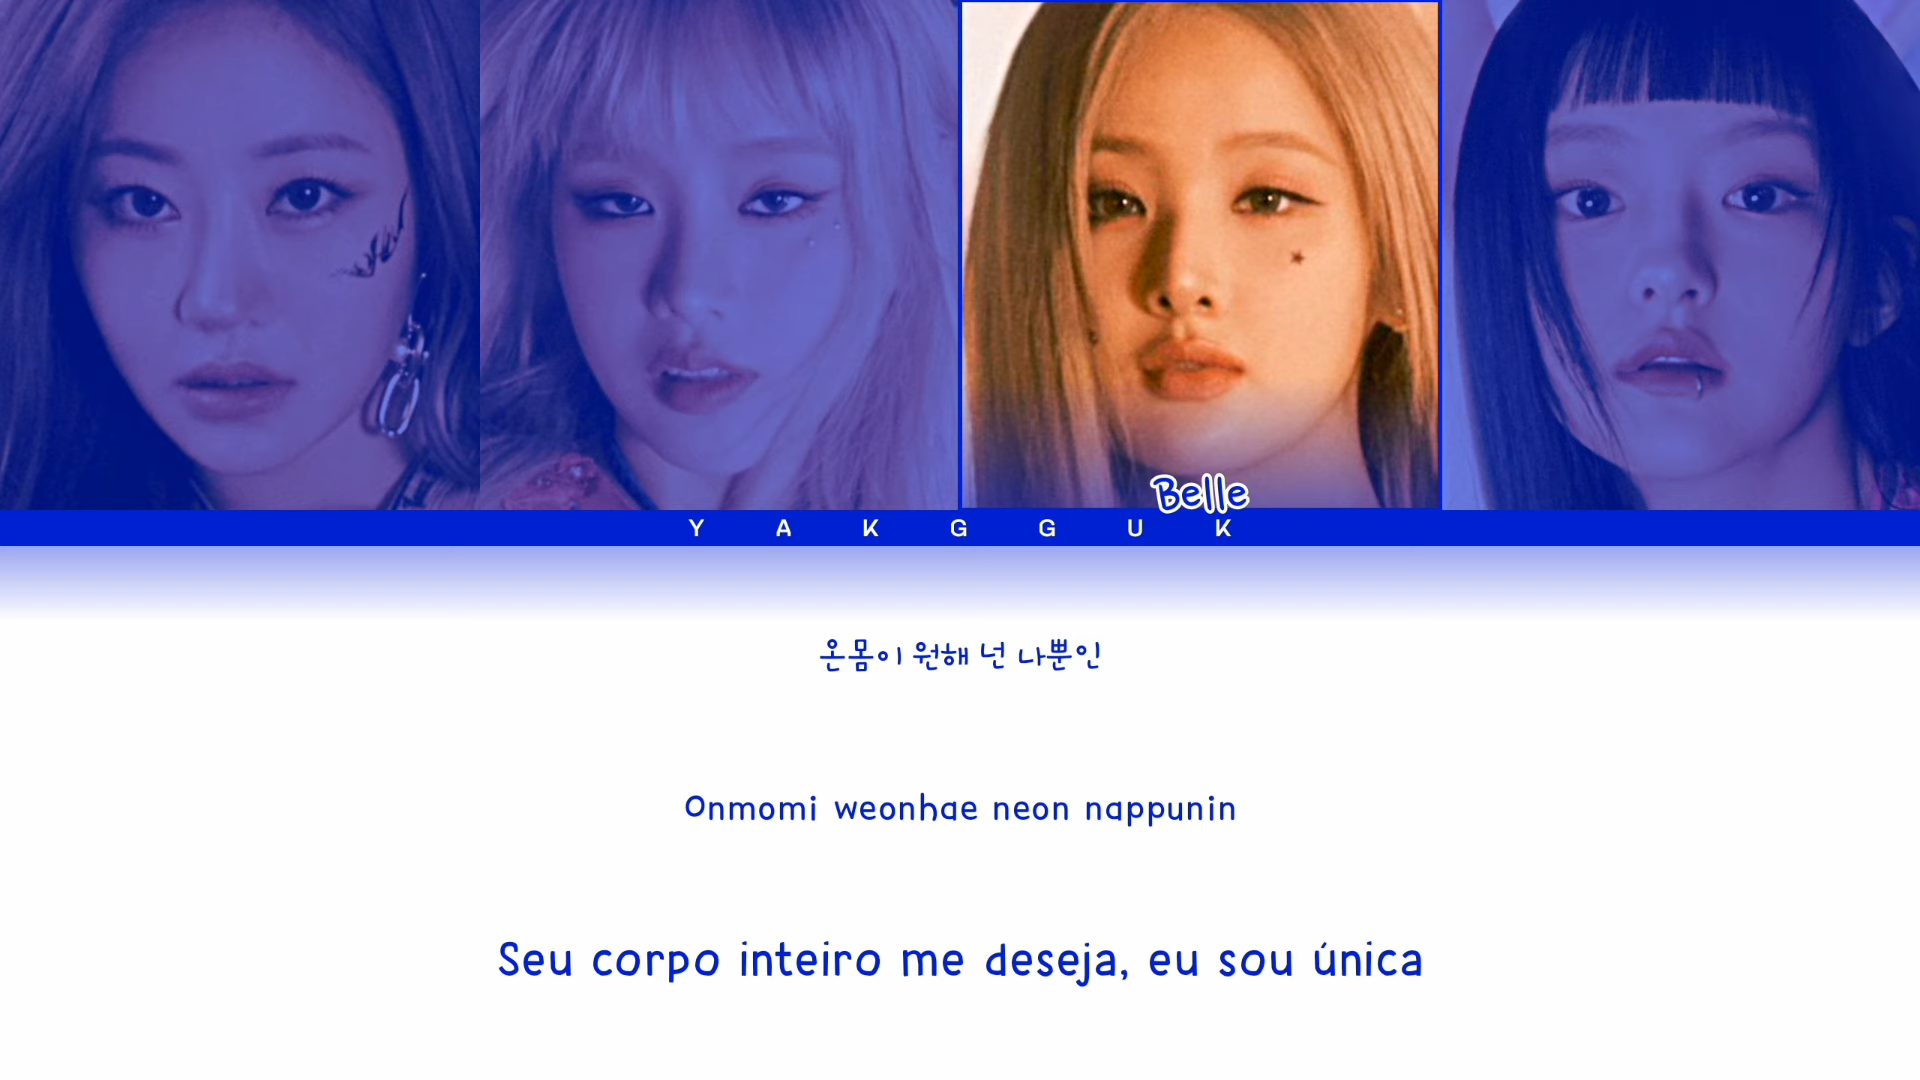 Belle
YAKGGUK
온몸이 원해 넌 나뿐인
Onmomi weonhae neon nappunin
Seu corpo inteiro me deseja, eu sou única